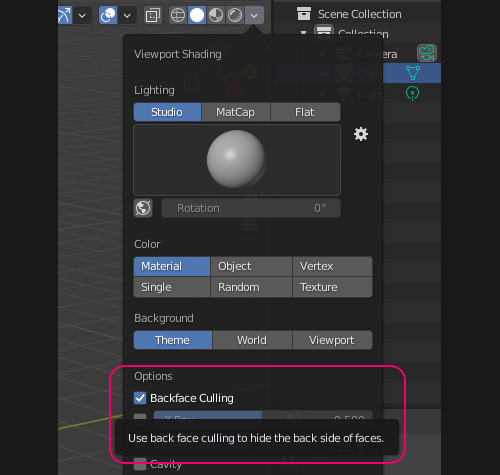 Scene Collection
Collection
Viewport Shading
Camera
Lighting
Studio MatCap Flat
Rotation 0°
Color
Material Object Vertex
Single Random Texture
Background
Theme World Viewport
Options
Backface Culling
X-Ray 0.500
Use back face culling to hide the back side of faces.
Cavity